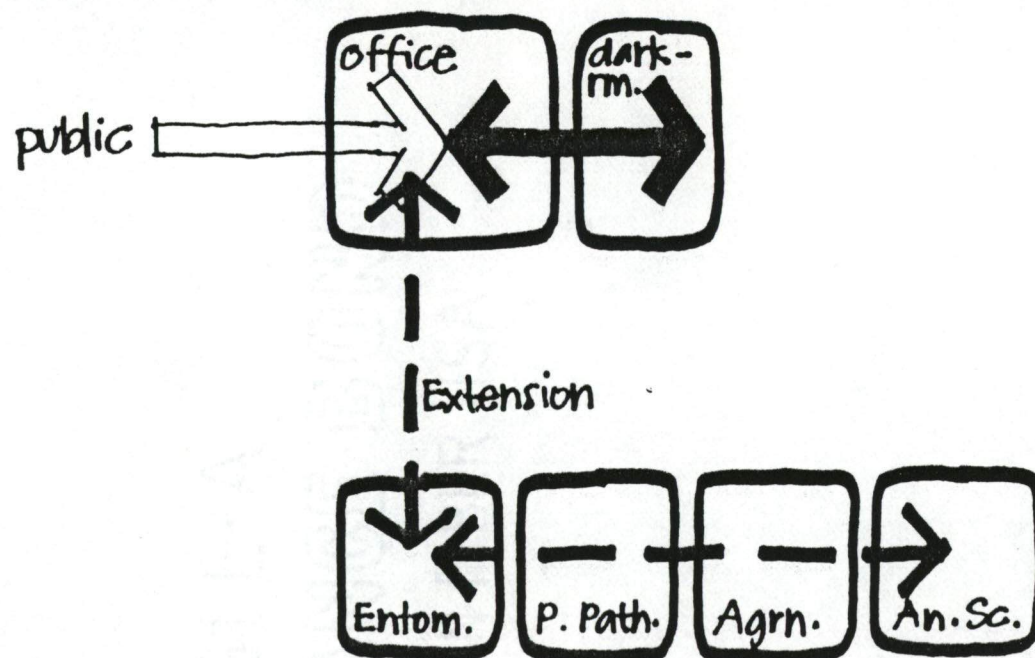 office
dark-
rm.
public
Extension
Entom.
P. Path.
Agrn.
An. Sc.